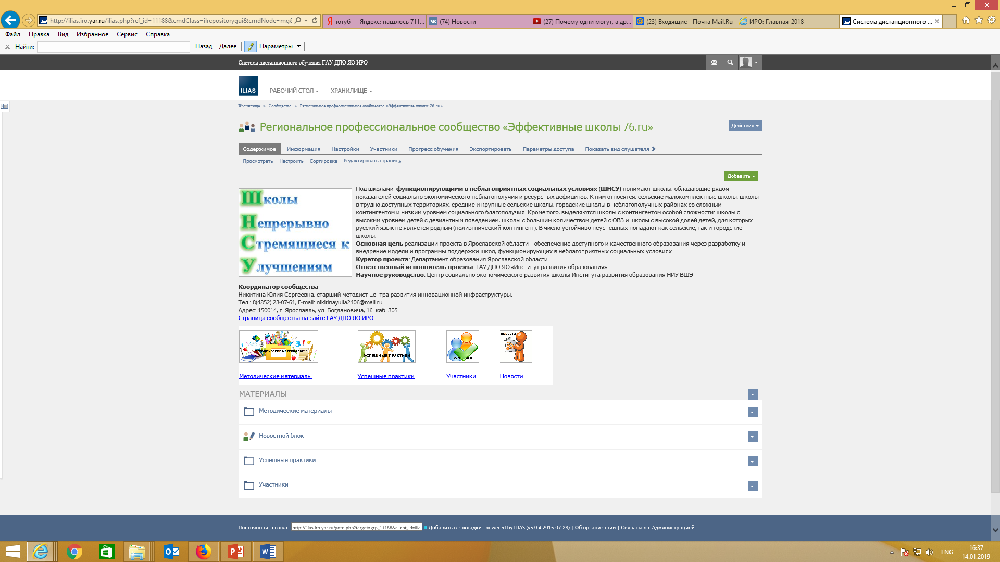 http://ilias.iro.yar.ru/ilias.php?ref_id=11188&cmdClass=ilrepositorygui&cmdNode=mg&
ютуб — Яндекс: нашлось 711...
(74) Новости
(27) Почему одни могут, а др...
(23) Входящие - Почта Mail.Ru
ИРО: Главная-2018
Система дистанционного ...
Файл Правка Вид Избранное Сервис Справка
Найти: Назад Далее Параметры
Система дистанционного обучения ГАУ ДПО ЯО ИРО
ILIAS
РАБОЧИЙ СТОЛ ХРАНИЛИЩЕ
Хранилище » Сообщества » Региональное профессиональное сообщество «Эффективные школы 76.ru»
Региональное профессиональное сообщество «Эффективные школы 76.ru»
Действия
Содержимое Информация Настройки Участники Прогресс обучения Экспортировать Параметры доступа Показать вид слушателя
Просмотреть Настроить Сортировка Редактировать страницу
Добавить
Школы
Непрерывно
Стремящиеся к
Улучшениям
Под школами, функционирующими в неблагоприятных социальных условиях (ШНСУ) понимают школы, обладающие рядом
показателей социально-экономического неблагополучия и ресурсных дефицитов. К ним относятся: сельские малокомплектные школы, школы
в трудно доступных территориях, средние и крупные сельские школы, городские школы в неблагополучных районах со сложным
контингентом и низким уровнем социального благополучия. Кроме того, выделяются школы с контингентом особой сложности: школы с
высоким уровнем детей с девиантным поведением, школы с большим количеством детей с ОВЗ и школы с высокой долей детей, для которых
русский язык не является родным (полиэтнический контингент). В число устойчиво неуспешных попадают как сельские, так и городские
школы.
Основная цель реализации проекта в Ярославской области – обеспечение доступного и качественного образования через разработку и
внедрение модели и программы поддержки школ, функционирующих в неблагоприятных социальных условиях.
Куратор проекта: Департамент образования Ярославской области
Ответственный исполнитель проекта: ГАУ ДПО ЯО «Институт развития образования»
Научное руководство: Центр социально-экономического развития школы Института развития образования НИУ ВШЭ
Координатор сообщества
Никитина Юлия Сергеевна, старший методист центра развития инновационной инфраструктуры.
Тел.: 8(4852) 23-07-61, E-mail: nikitinayulia2406@mail.ru.
Адрес: 150014, г. Ярославль, ул. Богдановича, 16. каб. 305
Страница сообщества на сайте ГАУ ДПО ЯО ИРО
МЕТОДИЧЕСКИЕ МАТЕРИАЛЫ
УСПЕШНЫЕ ПРАКТИКИ
УЧАСТНИКИ
НОВОСТИ
Методические материалы Успешные практики Участники Новости
МАТЕРИАЛЫ
Методические материалы
Новостной блок
Успешные практики
Участники
Постоянная ссылка: http://ilias.iro.yar.ru/goto.php?target=grp_11188&client_id=ilia Добавить в закладки powered by ILIAS (v5.0.4 2015-07-28) | Об организации | Связаться с Администрацией
ENG
16:37
14.01.2019